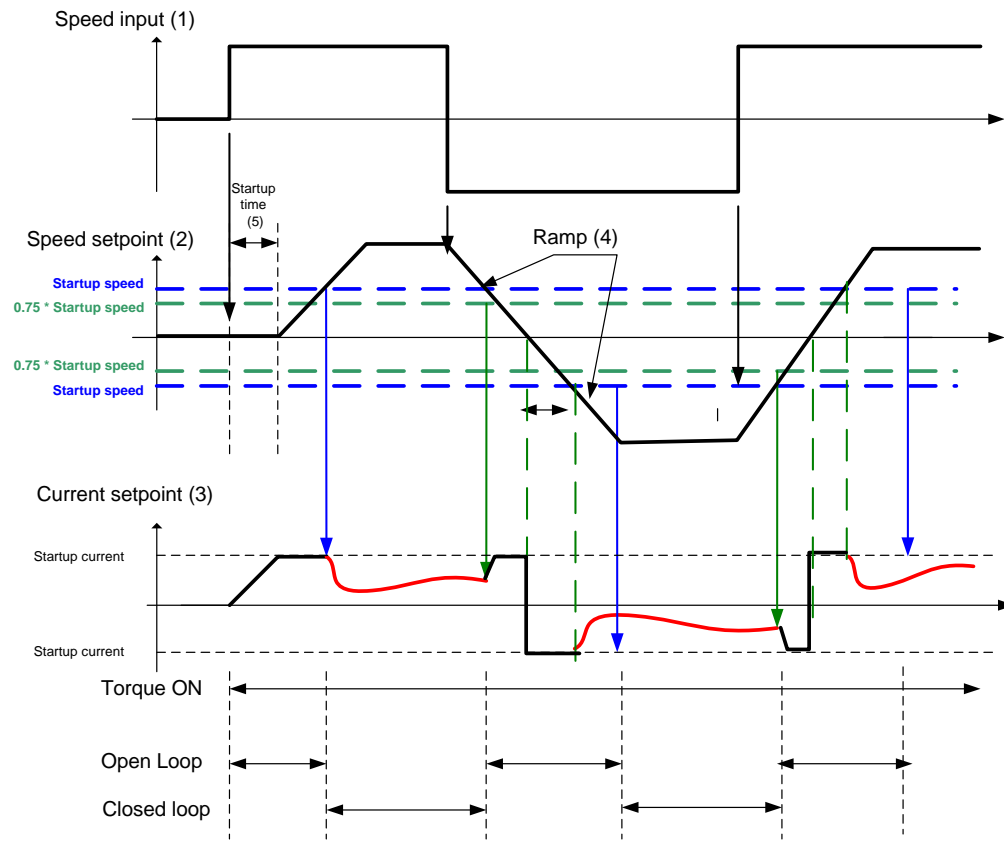 Speed input (1)
Startup
time
(5)
Speed setpoint (2)
Ramp (4)
Startup speed
0.75 * Startup speed
0.75 * Startup speed
Startup speed
Current setpoint (3)
Startup current
Startup current
Torque ON
Open Loop
Closed loop